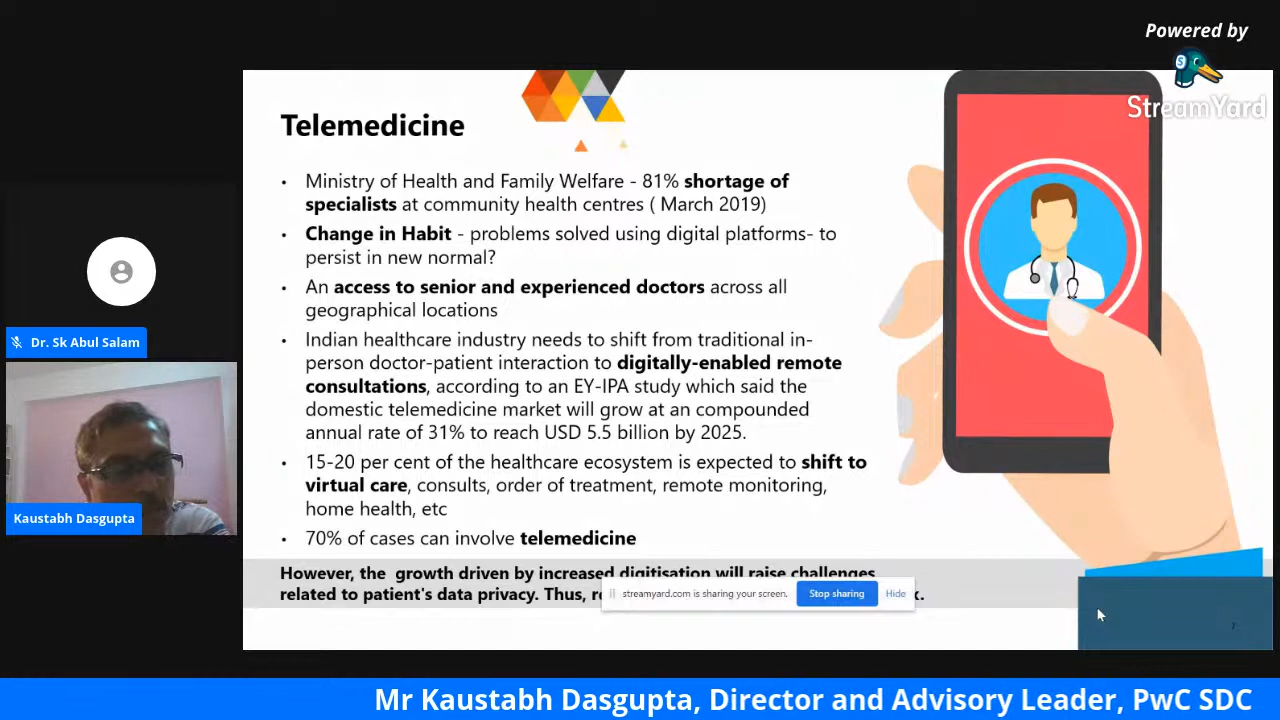 Powered by
StreamYard
Telemedicine
• Ministry of Health and Family Welfare - 81% shortage of
specialists at community health centres ( March 2019)
• Change in Habit - problems solved using digital platforms- to
persist in new normal?
• An access to senior and experienced doctors across all
geographical locations
• Indian healthcare industry needs to shift from traditional in-
person doctor-patient interaction to digitally-enabled remote
consultations, according to an EY-IPA study which said the
domestic telemedicine market will grow at an compounded
annual rate of 31% to reach USD 5.5 billion by 2025.
• 15-20 per cent of the healthcare ecosystem is expected to shift to
virtual care, consults, order of treatment, remote monitoring,
home health, etc
• 70% of cases can involve telemedicine
However, the growth driven by increased digitisation will raise challenges
related to patient's data privacy. Thus,
streamyard.com is sharing your screen. Stop sharing Hide
7
Dr. Sk Abul Salam
Kaustabh Dasgupta
Mr Kaustabh Dasgupta, Director and Advisory Leader, PwC SDC